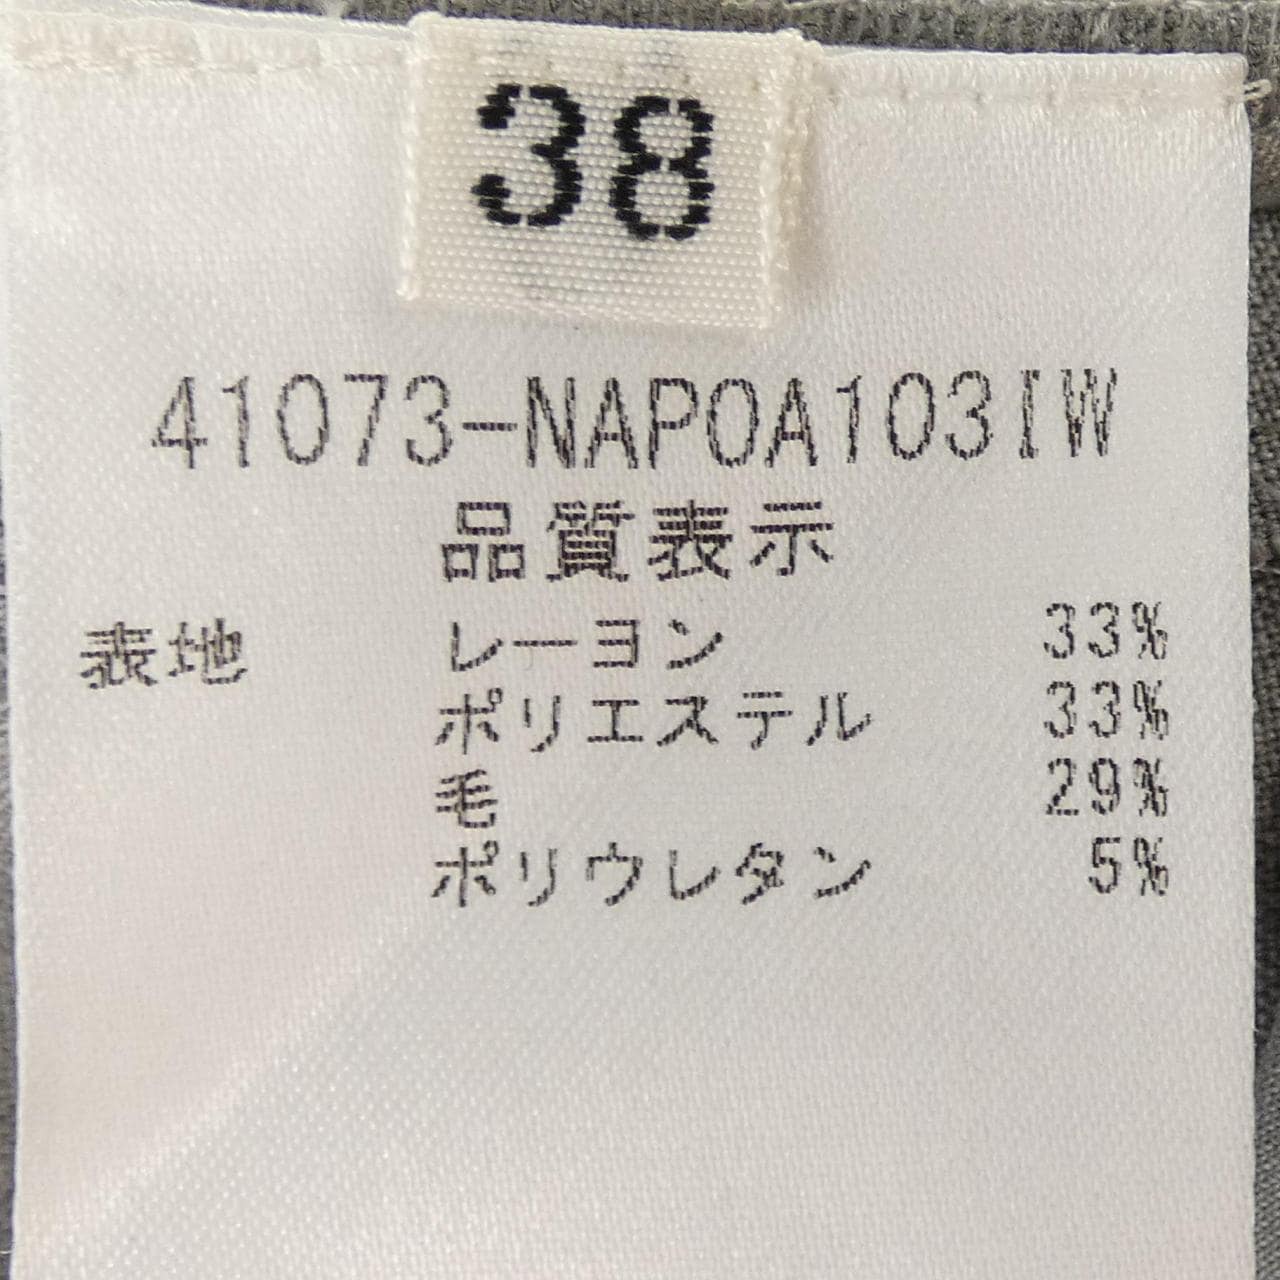 38
41073-NAPOA103IW
品質表示
表地 レーヨン 33%
ポリエステル 33%
毛 29%
ポリウレタン 5%